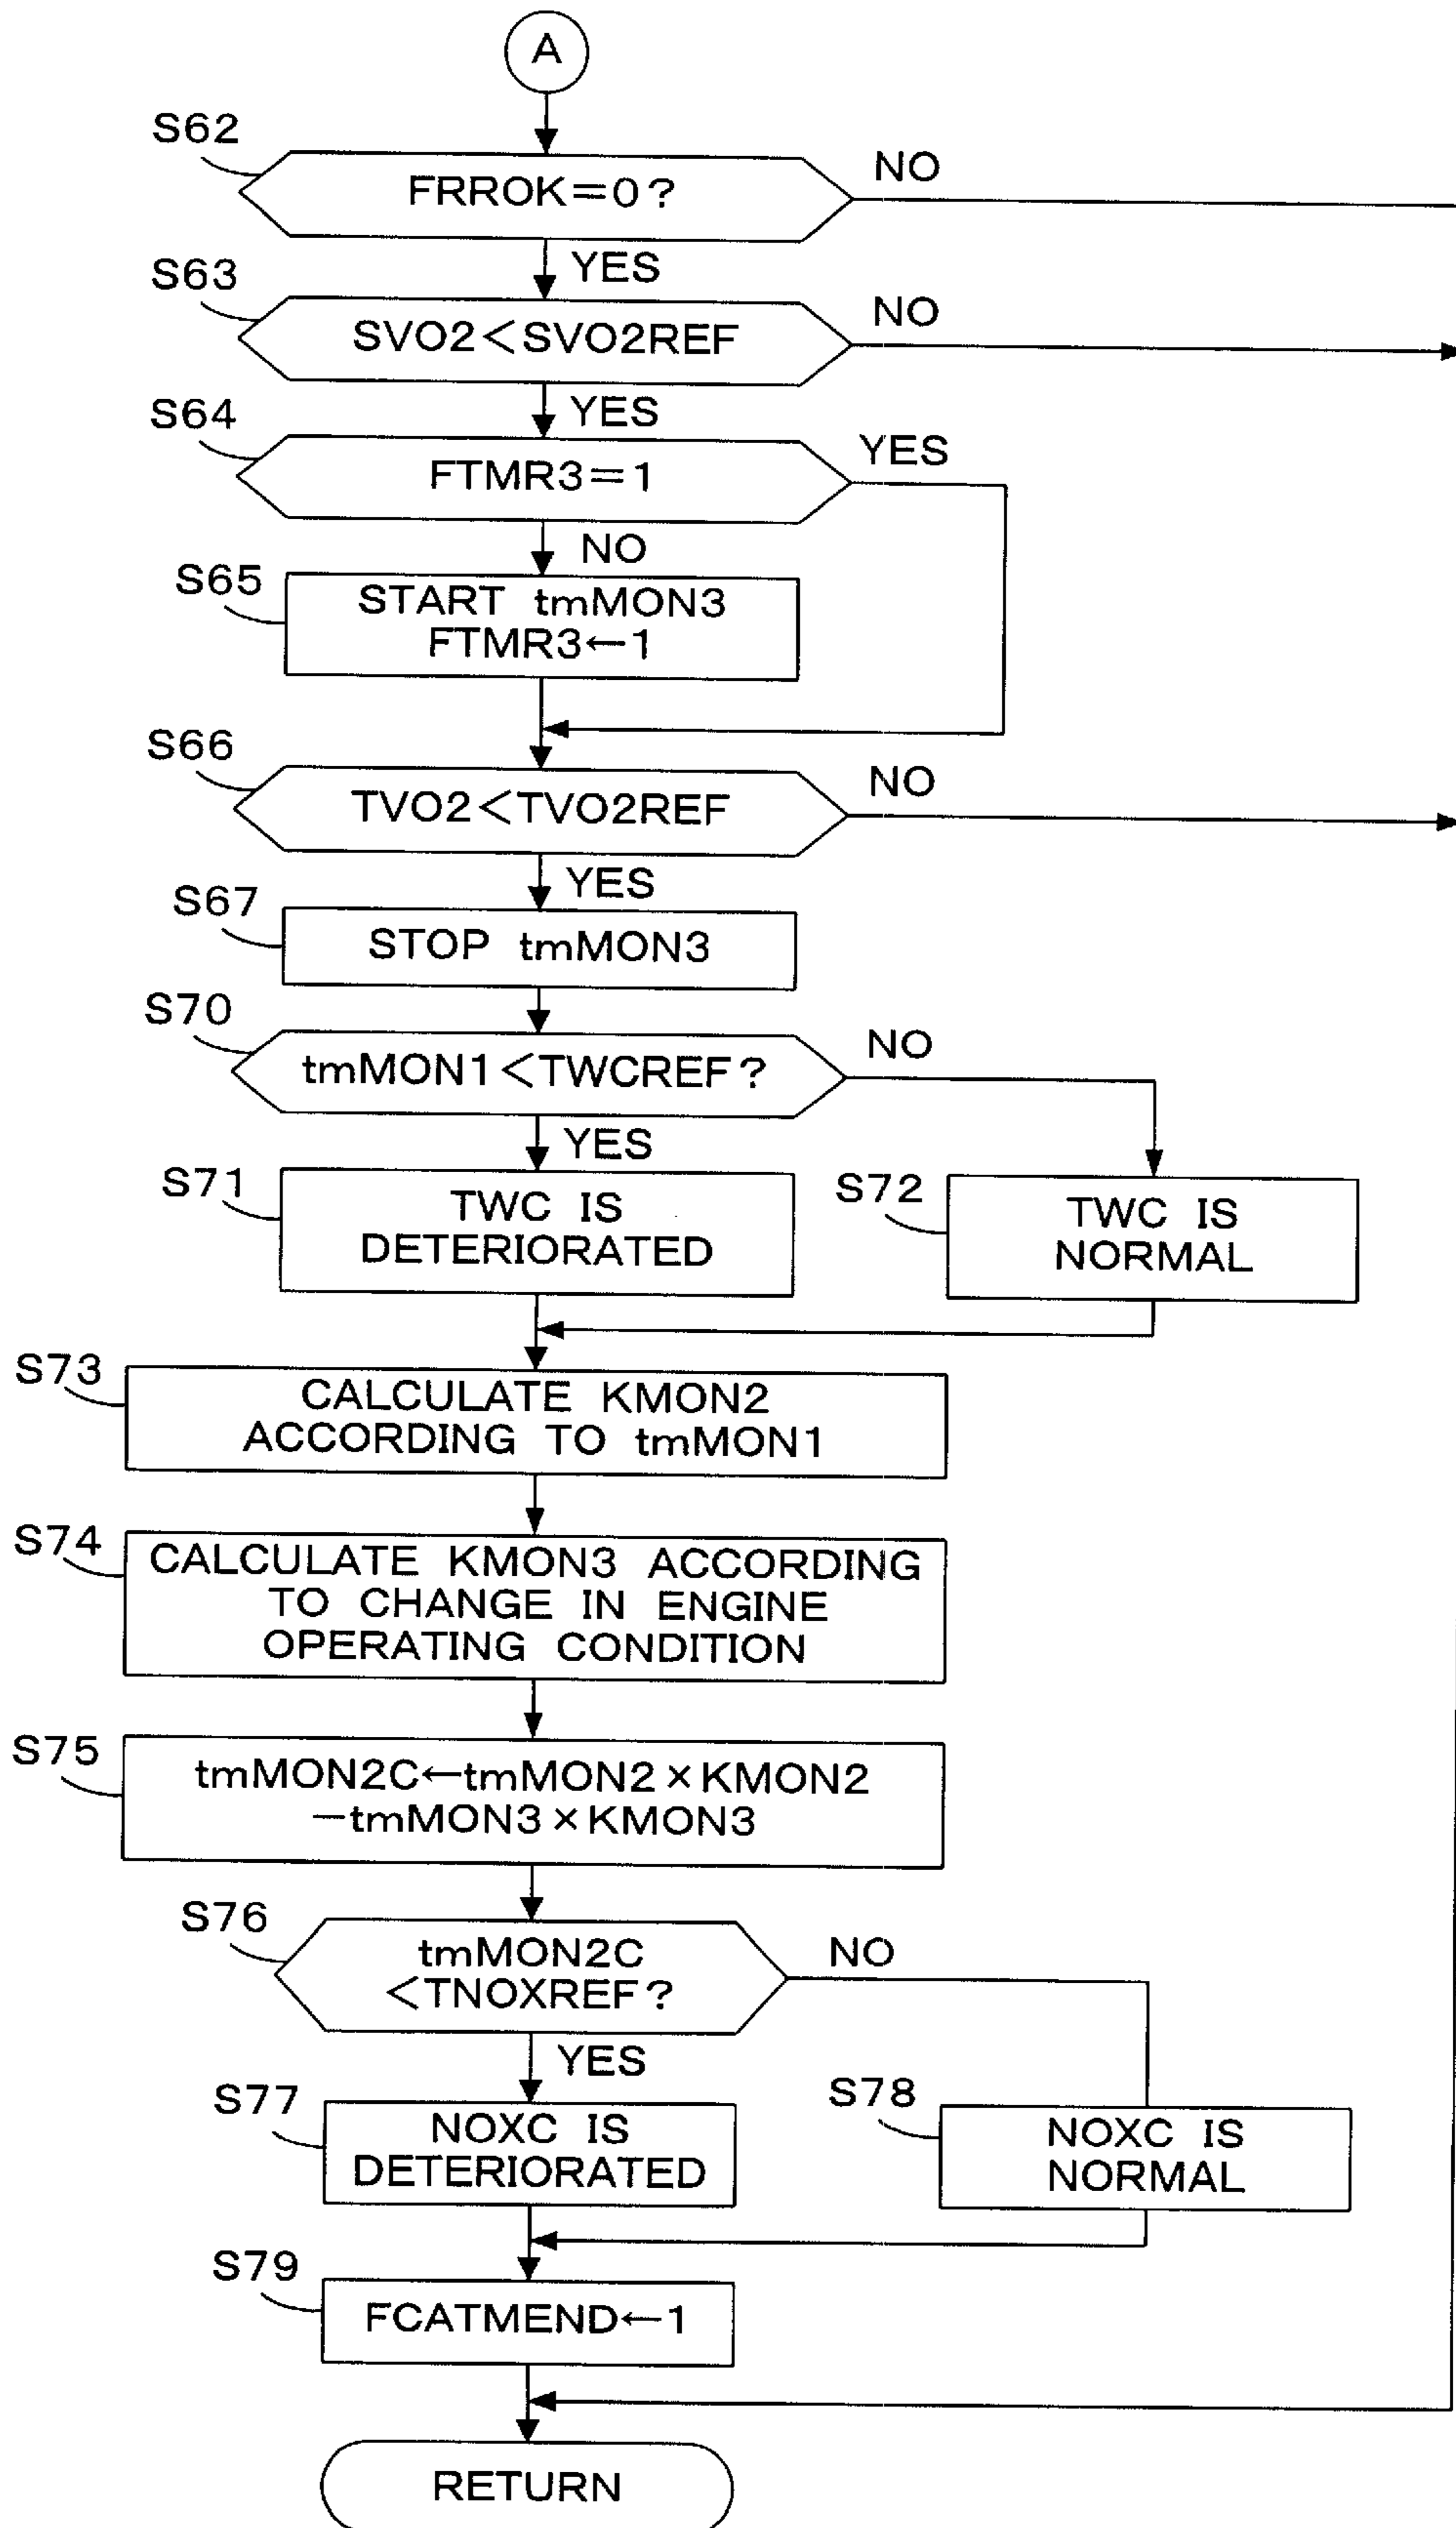 A
S62
FRROK=0?
NO
YES
S63
SVO2<SVO2REF
NO
YES
S64
FTMR3=1
YES
NO
S65
START tmMON3
FTMR3←1
S66
TVO2<TVO2REF
NO
YES
S67
STOP tmMON3
S70
tmMON1<TWCREF?
NO
YES
S71
TWC IS
DETERIORATED
S72
TWC IS
NORMAL
S73
CALCULATE KMON2
ACCORDING TO tmMON1
S74
CALCULATE KMON3 ACCORDING
TO CHANGE IN ENGINE
OPERATING CONDITION
S75
tmMON2C←tmMON2×KMON2
−tmMON3×KMON3
S76
tmMON2C
<TNOXREF?
NO
YES
S77
NOXC IS
DETERIORATED
S78
NOXC IS
NORMAL
S79
FCATMEND←1
RETURN